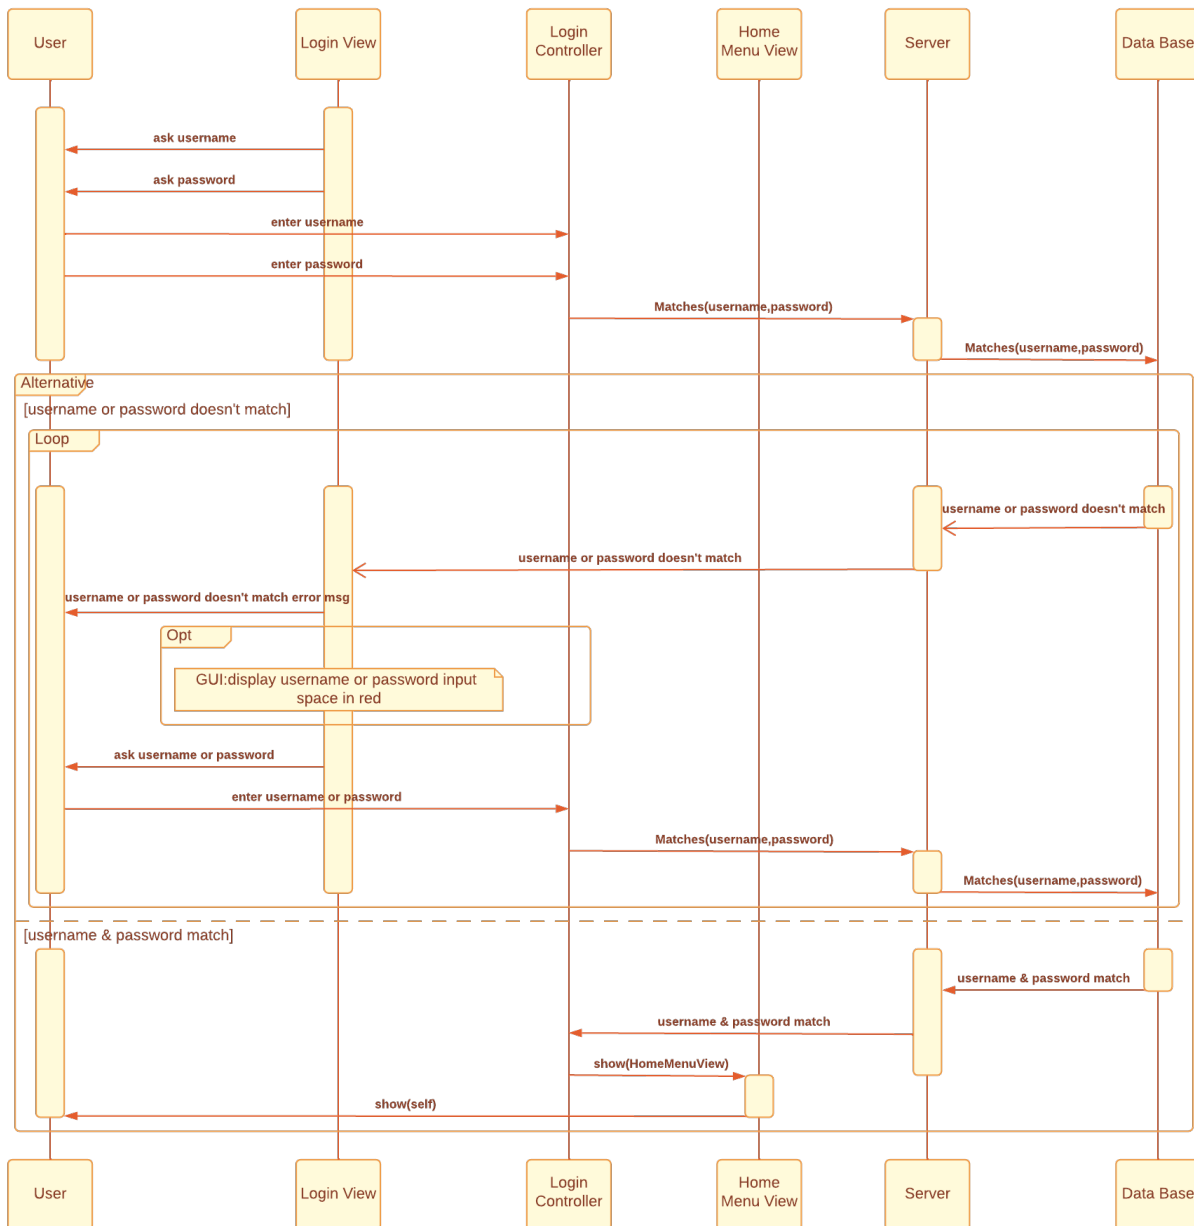 User
Login View
Login
Controller
Home
Menu View
Server
Data Base
ask username
ask password
enter username
enter password
Matches(username,password)
Matches(username,password)
Alternative
[username or password doesn't match]
Loop
username or password doesn't match
username or password doesn't match
username or password doesn't match error msg
Opt
GUI:display username or password input
space in red
ask username or password
enter username or password
Matches(username,password)
Matches(username,password)
[username & password match]
username & password match
username & password match
show(HomeMenuView)
show(self)
User
Login View
Login
Controller
Home
Menu View
Server
Data Base